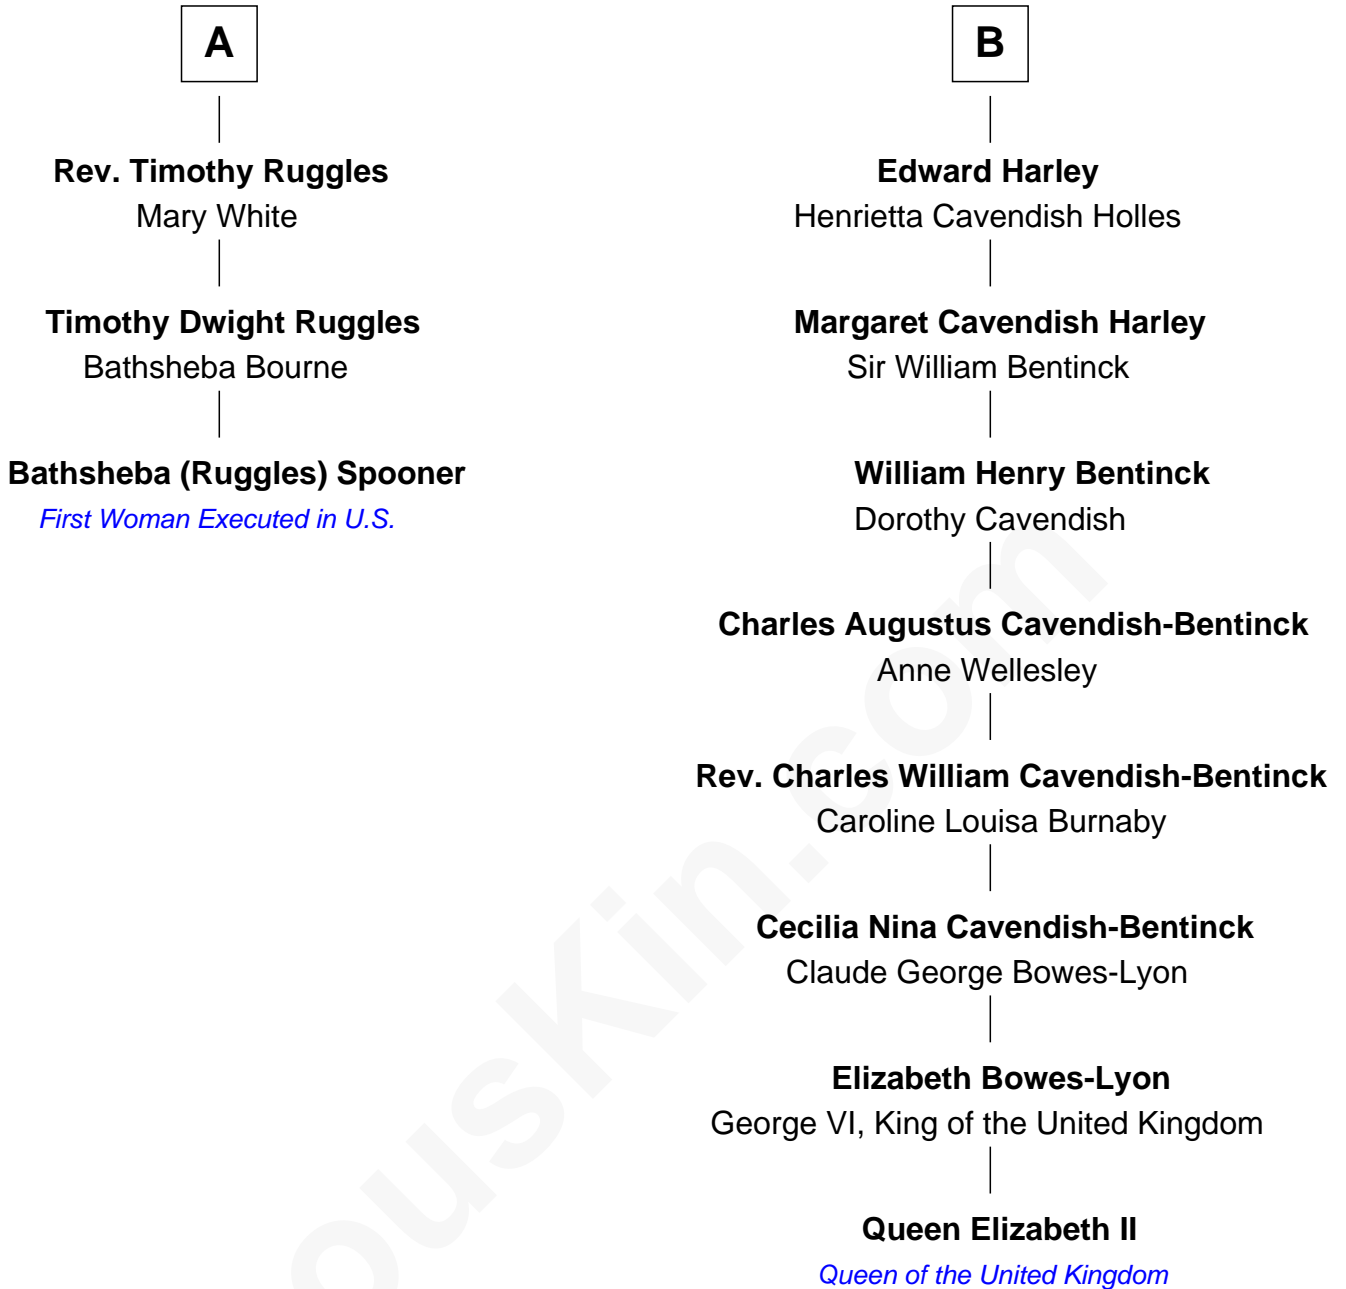 A
Rev. Timothy Ruggles
Mary White
Timothy Dwight Ruggles
Bathsheba Bourne
Bathsheba (Ruggles) Spooner
First Woman Executed in U.S.
B
Edward Harley
Henrietta Cavendish Holles
Margaret Cavendish Harley
Sir William Bentinck
William Henry Bentinck
Dorothy Cavendish
Charles Augustus Cavendish-Bentinck
Anne Wellesley
Rev. Charles William Cavendish-Bentinck
Caroline Louisa Burnaby
Cecilia Nina Cavendish-Bentinck
Claude George Bowes-Lyon
Elizabeth Bowes-Lyon
George VI, King of the United Kingdom
Queen Elizabeth II
Queen of the United Kingdom
ousKin.com